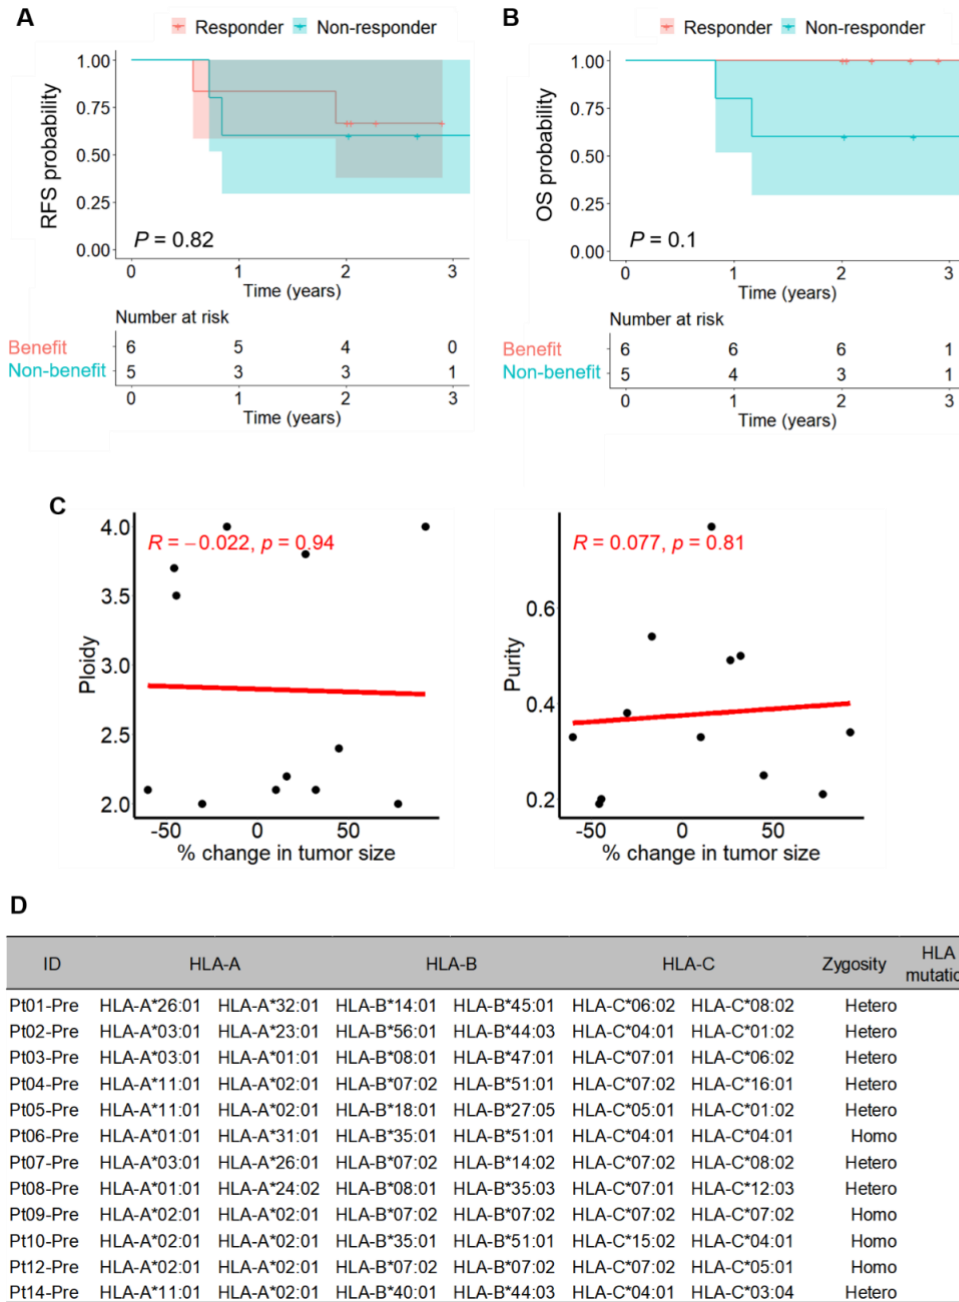 A
Responder Non-responder
RFS probability
1.00
0.75
0.50
0.25
0.00
P = 0.82
0 1 2 3
Time (years)
Number at risk
Benefit 6 5 4 0
Non-benefit 5 3 3 1
0 1 2 3
Time (years)
B
Responder Non-responder
OS probability
1.00
0.75
0.50
0.25
0.00
P = 0.1
0 1 2 3
Time (years)
Number at risk
Benefit 6 6 6 1
Non-benefit 5 4 3 1
0 1 2 3
Time (years)
C
Ploidy
4.0
3.5
3.0
2.5
2.0
R = −0.022, p = 0.94
-50 0 50
% change in tumor size
Purity
0.6
0.4
0.2
R = 0.077, p = 0.81
-50 0 50
% change in tumor size
D
ID HLA-A HLA-B HLA-C Zygosity HLA
mutatio
Pt01-Pre HLA-A*26:01 HLA-A*32:01 HLA-B*14:01 HLA-B*45:01 HLA-C*06:02 HLA-C*08:02 Hetero
Pt02-Pre HLA-A*03:01 HLA-A*23:01 HLA-B*56:01 HLA-B*44:03 HLA-C*04:01 HLA-C*01:02 Hetero
Pt03-Pre HLA-A*03:01 HLA-A*01:01 HLA-B*08:01 HLA-B*47:01 HLA-C*07:01 HLA-C*06:02 Hetero
Pt04-Pre HLA-A*11:01 HLA-A*02:01 HLA-B*07:02 HLA-B*51:01 HLA-C*07:02 HLA-C*16:01 Hetero
Pt05-Pre HLA-A*11:01 HLA-A*02:01 HLA-B*18:01 HLA-B*27:05 HLA-C*05:01 HLA-C*01:02 Hetero
Pt06-Pre HLA-A*01:01 HLA-A*31:01 HLA-B*35:01 HLA-B*51:01 HLA-C*04:01 HLA-C*04:01 Homo
Pt07-Pre HLA-A*03:01 HLA-A*26:01 HLA-B*07:02 HLA-B*14:02 HLA-C*07:02 HLA-C*08:02 Hetero
Pt08-Pre HLA-A*01:01 HLA-A*24:02 HLA-B*08:01 HLA-B*35:03 HLA-C*07:01 HLA-C*12:03 Hetero
Pt09-Pre HLA-A*02:01 HLA-A*02:01 HLA-B*07:02 HLA-B*07:02 HLA-C*07:02 HLA-C*07:02 Homo
Pt10-Pre HLA-A*02:01 HLA-A*02:01 HLA-B*35:01 HLA-B*51:01 HLA-C*15:02 HLA-C*04:01 Homo
Pt12-Pre HLA-A*02:01 HLA-A*02:01 HLA-B*07:02 HLA-B*07:02 HLA-C*07:02 HLA-C*05:01 Homo
Pt14-Pre HLA-A*11:01 HLA-A*02:01 HLA-B*40:01 HLA-B*44:03 HLA-C*04:01 HLA-C*03:04 Hetero